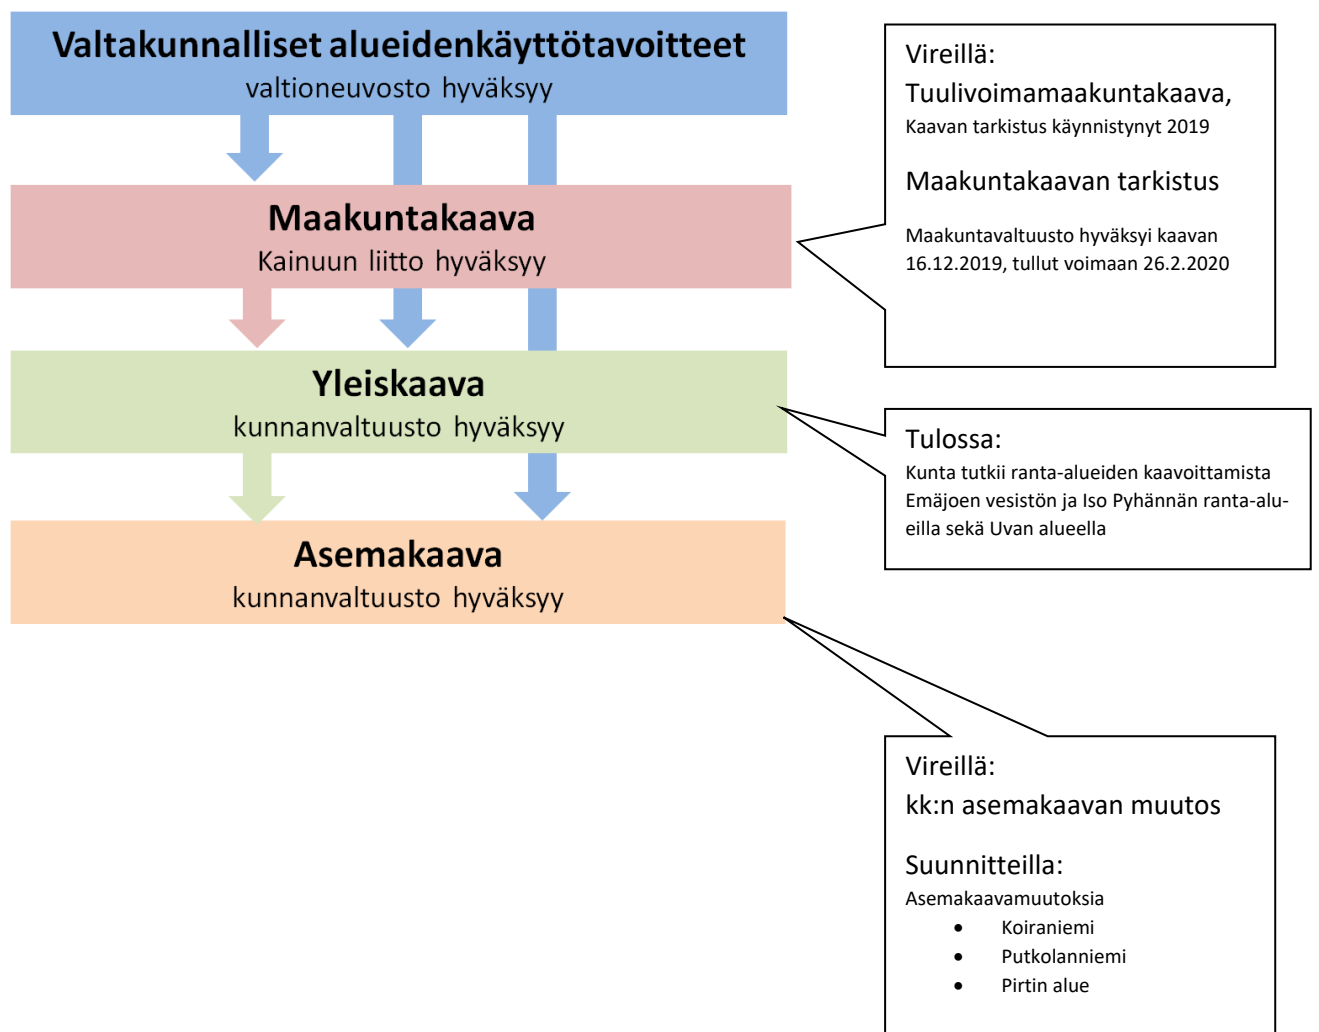 Valtakunnalliset alueidenkäyttötavoitteet
valtioneuvosto hyväksyy
Maakuntakaava
Kainuun liitto hyväksyy
Yleiskaava
kunnanvaltuusto hyväksyy
Asemakaava
kunnanvaltuusto hyväksyy
Vireillä:
Tuulivoimamaakuntakaava,
Kaavan tarkistus käynnistynyt 2019
Maakuntakaavan tarkistus
Maakuntavaltuusto hyväksyi kaavan
16.12.2019, tullut voimaan 26.2.2020
Tulossa:
Kunta tutkii ranta-alueiden kaavoittamista
Emäjoen vesistön ja Iso Pyhännän ranta-alu-
eilla sekä Uvan alueella
Vireillä:
kk:n asemakaavan muutos
Suunnitteilla:
Asemakaavamuutoksia
• Koiraniemi
• Putkolanniemi
• Pirtin alue